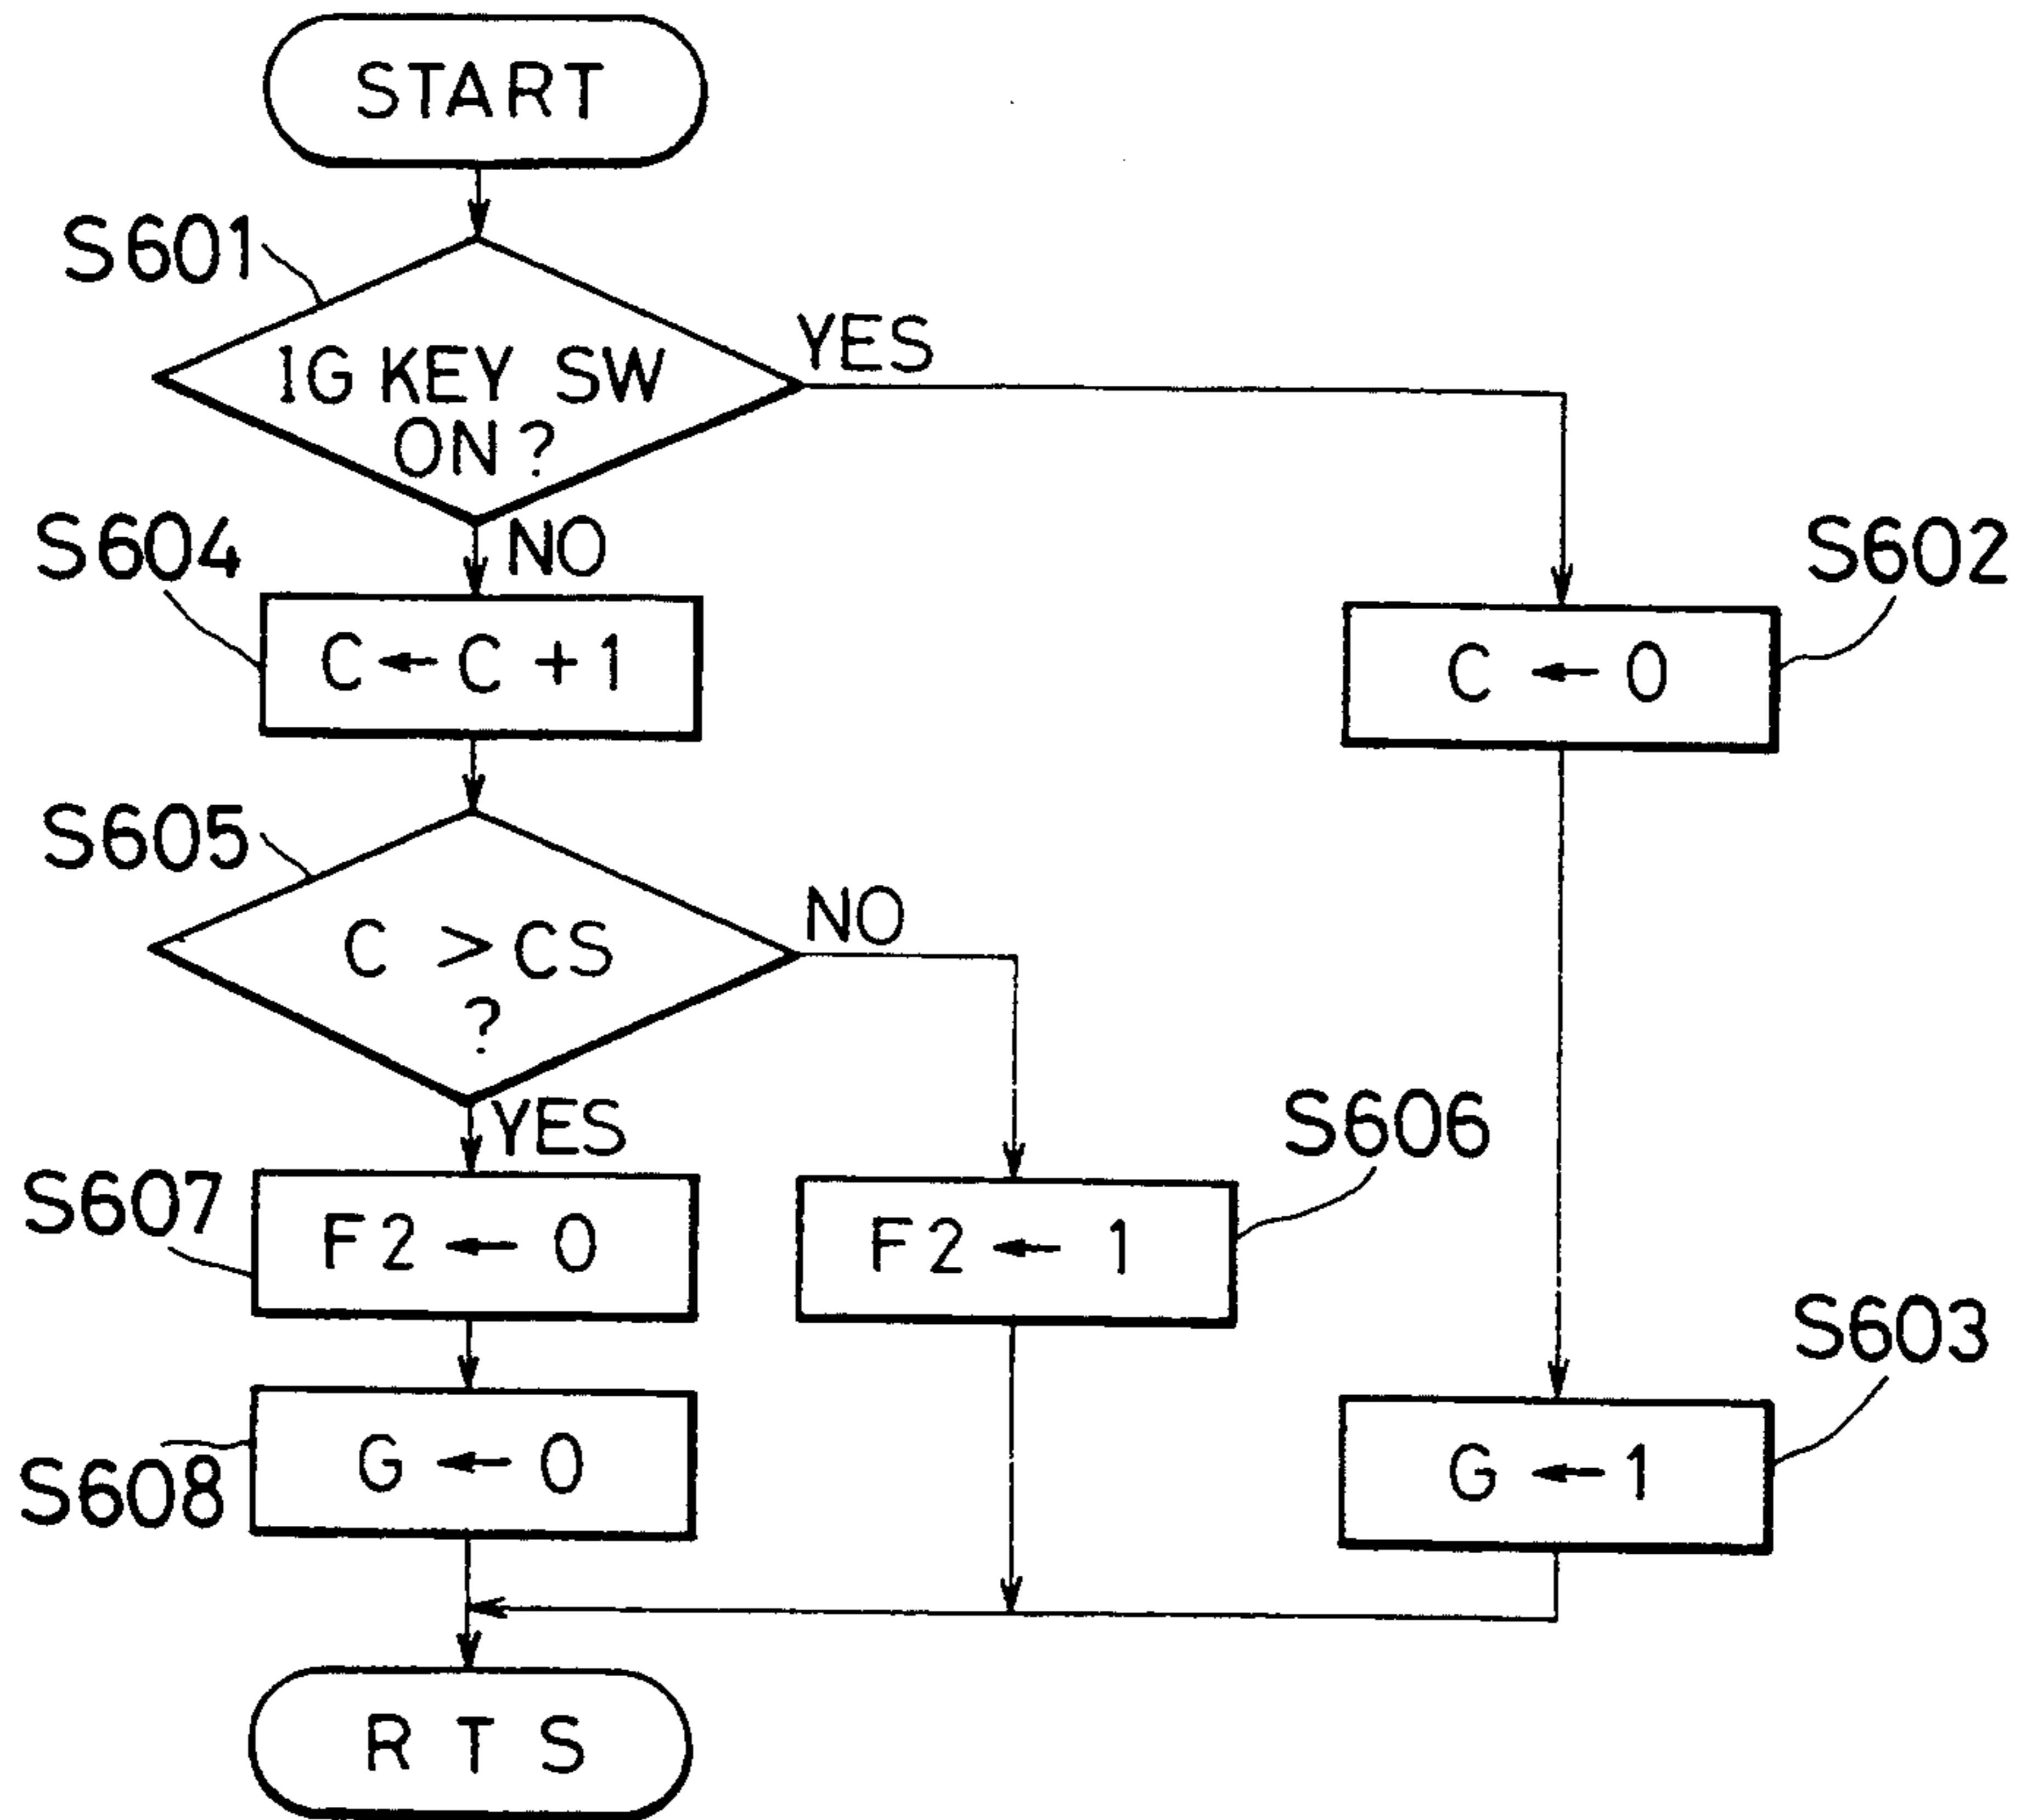 START
S601
IG KEY SW
ON?
YES
NO
S604
C ← C + 1
S602
C ← 0
S605
C > CS
?
NO
YES
S607
F2 ← 0
S606
F2 ← 1
S608
G ← 0
S603
G ← 1
RTS